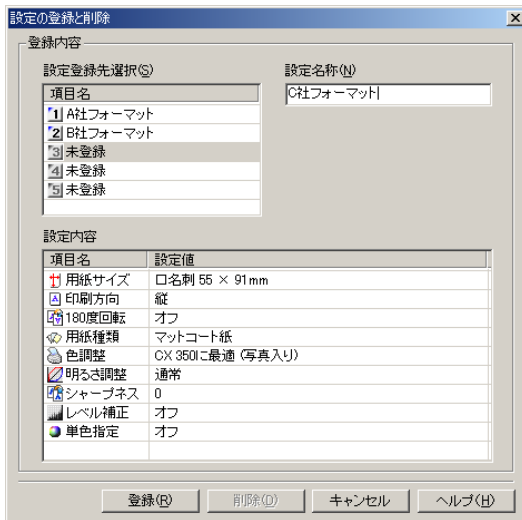 設定の登録と削除
登録内容
設定登録先選択(S)
設定名称(N)
項目名
C社フォーマット
1 A社フォーマット
2 B社フォーマット
3 未登録
4 未登録
5 未登録
設定内容
項目名 設定値
用紙サイズ 口名刺 55 × 91mm
印刷方向 縦
180度回転 オフ
用紙種類 マットコート紙
色調整 CX 350Iに最適 (写真入り)
明るさ調整 通常
シャープネス 0
レベル補正 オフ
単色指定 オフ
登録(R) 削除(D) キャンセル ヘルプ(H)